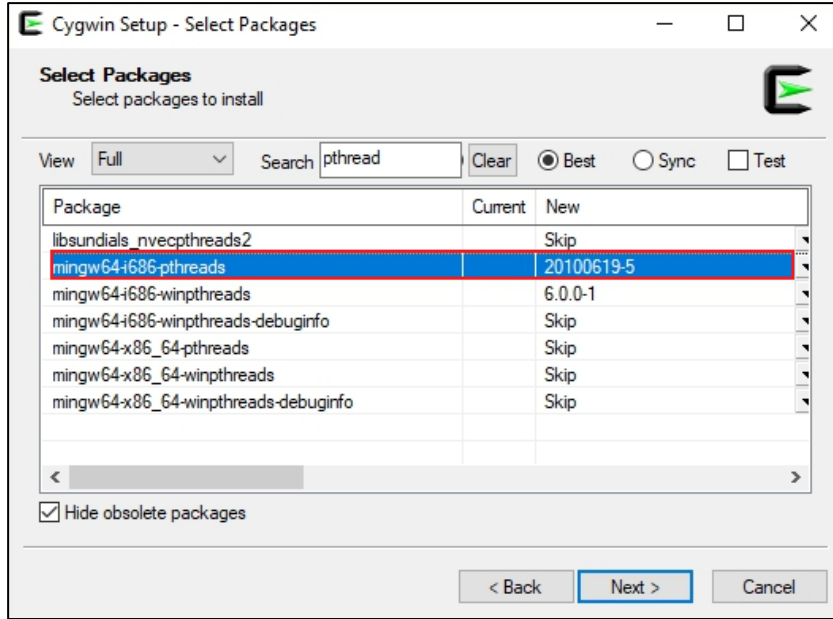 Cygwin Setup - Select Packages
Select Packages
Select packages to install
View Full Search pthread Clear Best Sync Test
Package Current New
libsundials_nvecpthreads2 Skip
mingw64-i686-pthreads 20100619-5
mingw64-i686-winpthreads 6.0.0-1
mingw64-i686-winpthreads-debuginfo Skip
mingw64-x86_64-pthreads Skip
mingw64-x86_64-winpthreads Skip
mingw64-x86_64-winpthreads-debuginfo Skip
Hide obsolete packages
< Back Next > Cancel